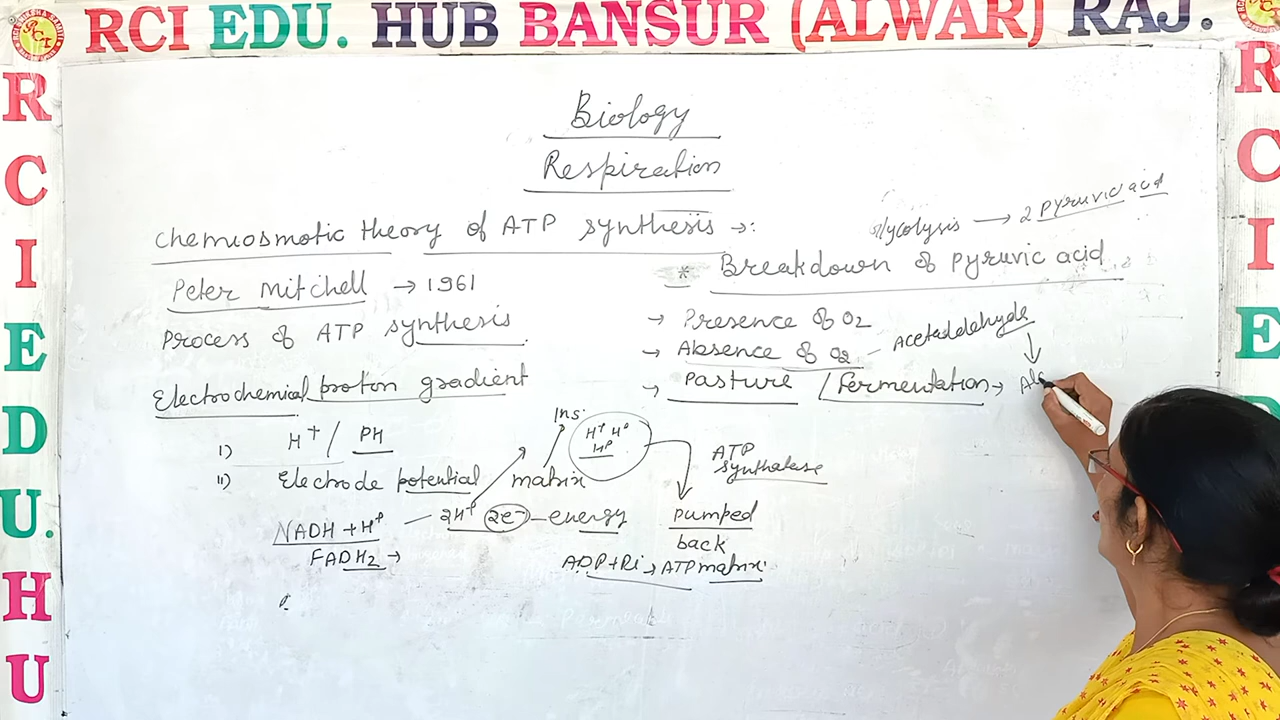 RCI EDU. HUB BANSUR (ALWAR) RAJ.
R
C
I
E
D
U.
H
U
R
C
I
E
Biology
Respiration
Chemiosmotic theory of ATP synthesis →:
Peter Mitchell → 1961
Process of ATP synthesis
Electrochemical proton gradient
i) H+ / PH
ii) Electrode potential
NADH + H+ — 2H+ 2e- – energy
FADH2 →
matrix
Ins.
H+ H+
H+
ATP
synthatese
Pumped
back
ADP+Pi → ATP matrix
glycolysis → 2 Pyruvic acid
* Breakdown of Pyruvic acid
→ Presence of O2
→ Absence of O2 – Acetadeldehyde
→ Pasture / Fermentation →